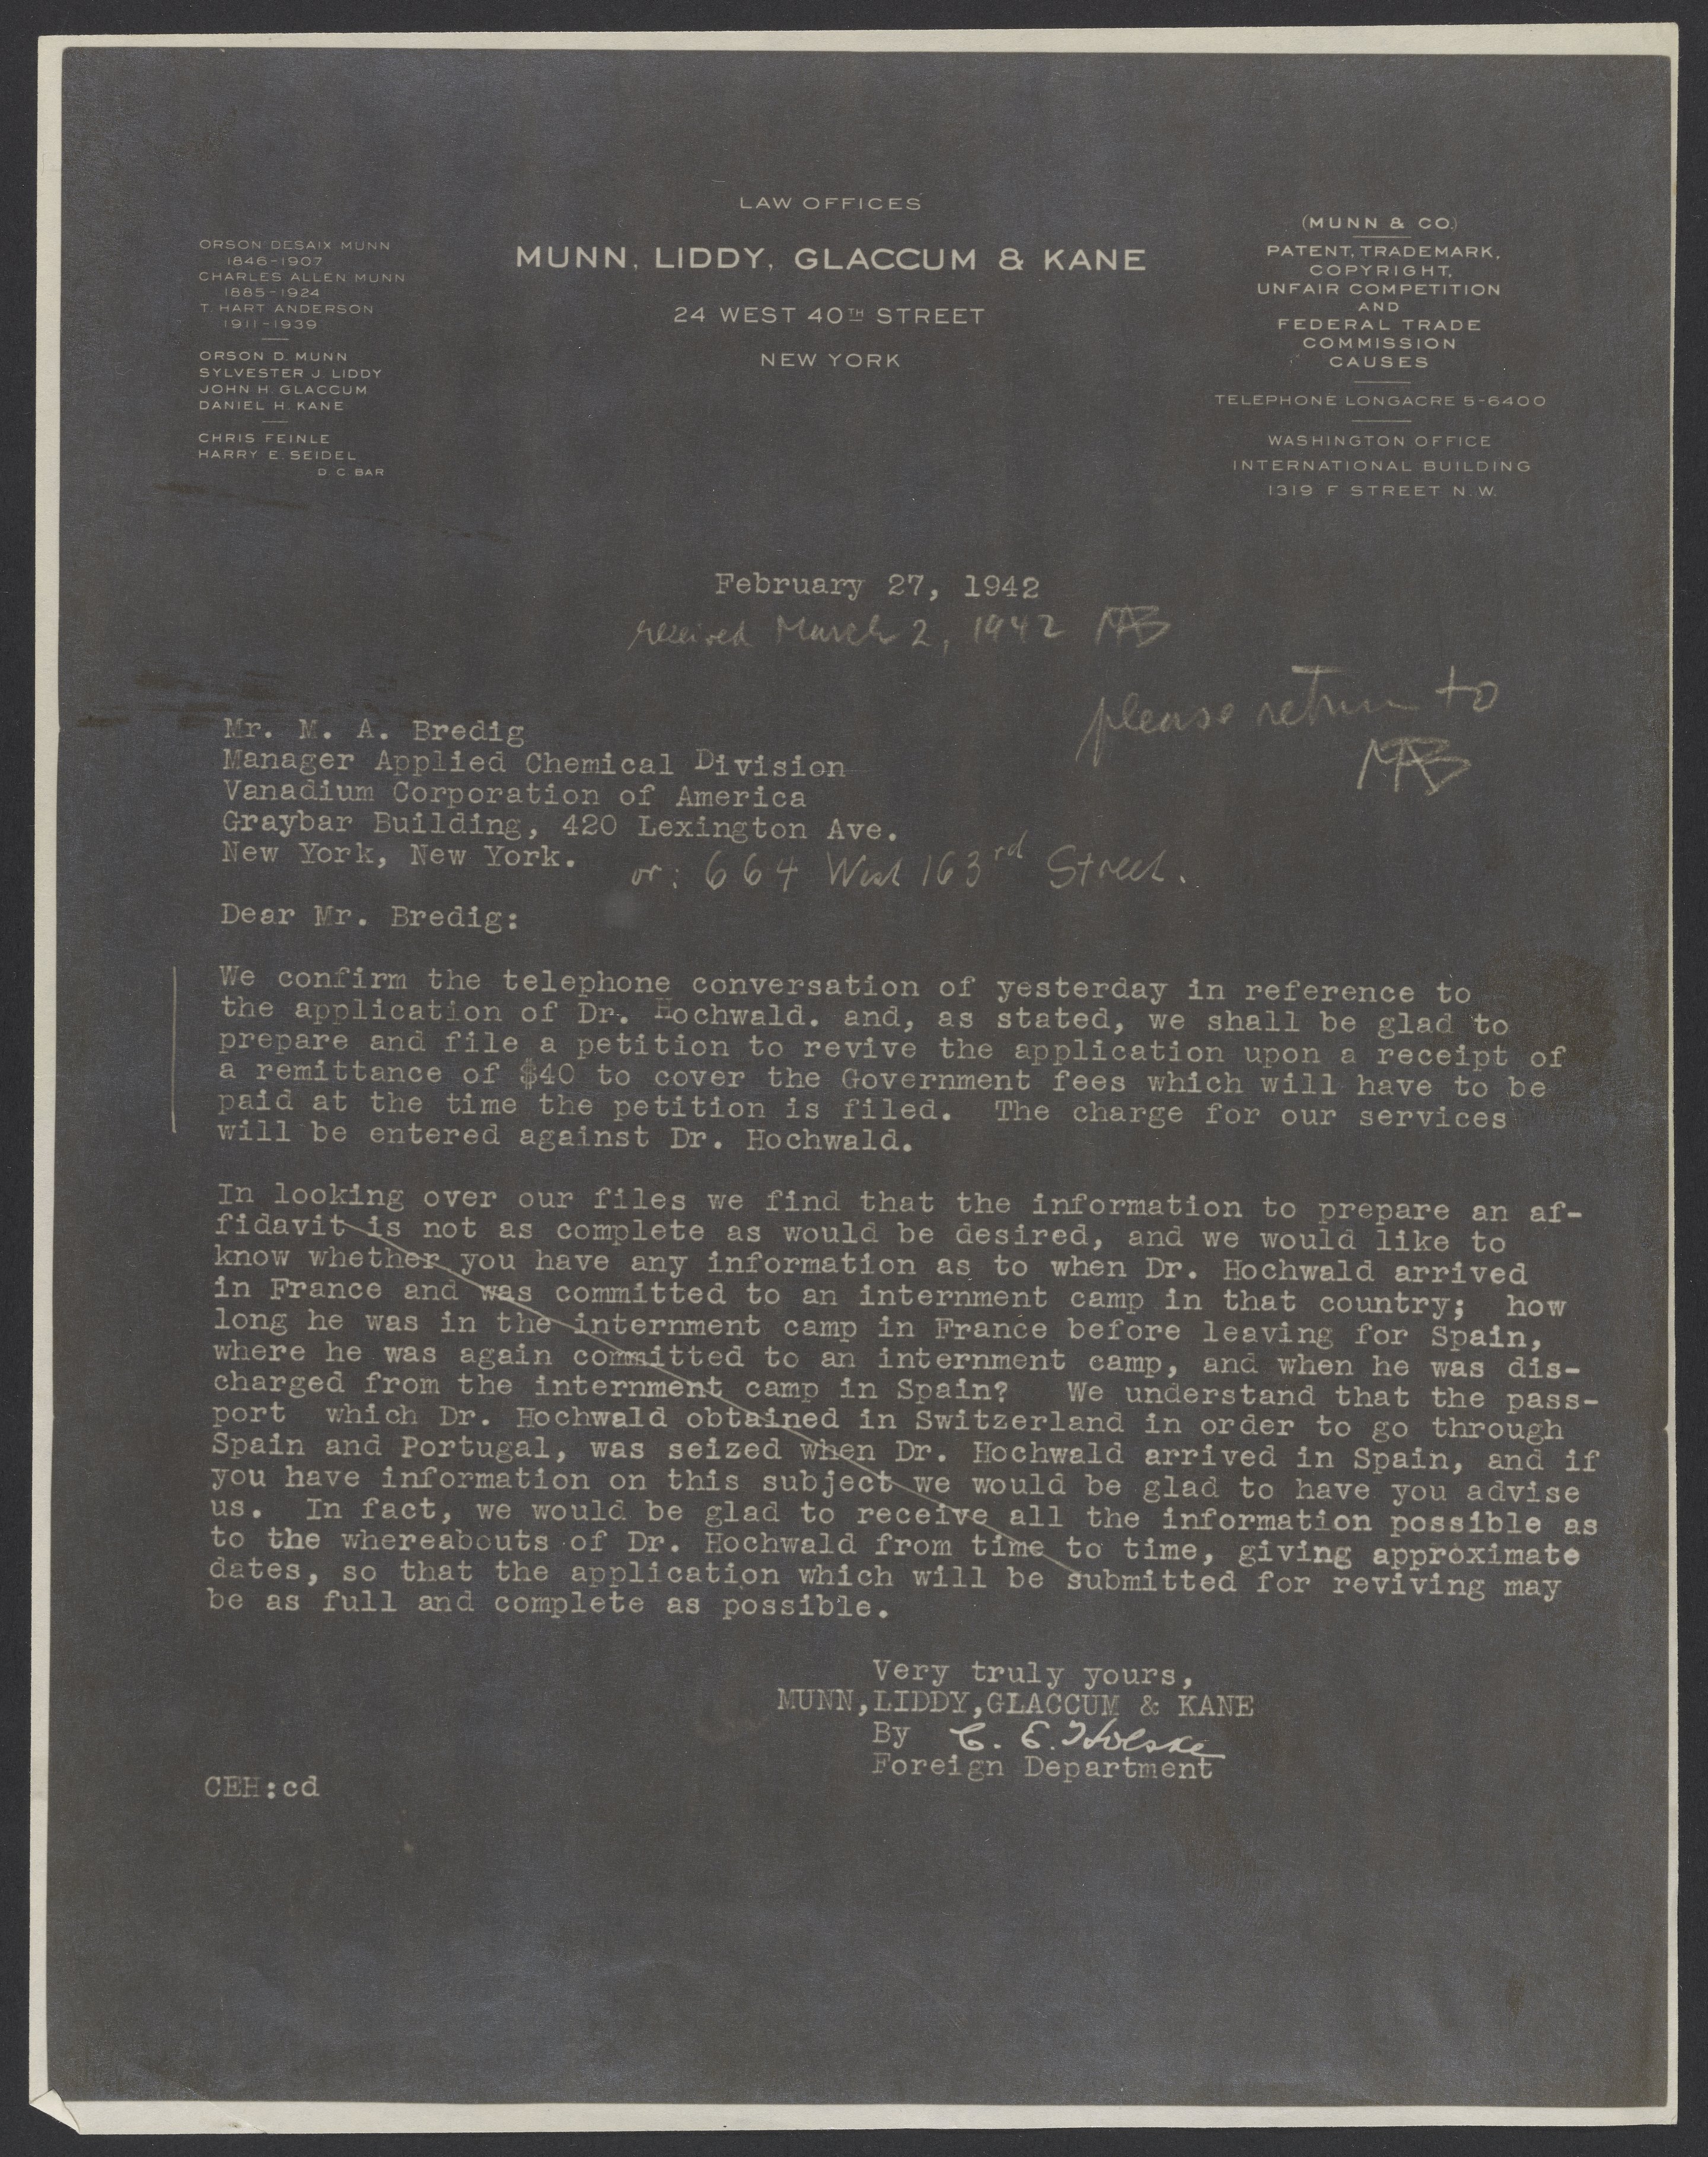 LAW OFFICES
MUNN, LIDDY, GLACCUM & KANE
24 WEST 40TH STREET
NEW YORK
ORSON DESAIX MUNN
1846-1907
CHARLES ALLEN MUNN
1885-1924
T. HART ANDERSON
1911-1939
ORSON D. MUNN
SYLVESTER J. LIDDY
JOHN H. GLACCUM
DANIEL H. KANE
CHRIS FEINLE
HARRY E. SEIDEL
D. C. BAR
(MUNN & CO.)
PATENT, TRADEMARK,
COPYRIGHT,
UNFAIR COMPETITION
AND
FEDERAL TRADE
COMMISSION
CAUSES
TELEPHONE LONGACRE 5-6400
WASHINGTON OFFICE
INTERNATIONAL BUILDING
1319 F STREET N. W.
February 27, 1942
received March 2, 1942 MAB
please return to
MAB
Mr. M. A. Bredig
Manager Applied Chemical Division
Vanadium Corporation of America
Graybar Building, 420 Lexington Ave.
New York, New York.
or: 664 West 163rd Street.
Dear Mr. Bredig:
We confirm the telephone conversation of yesterday in reference to
the application of Dr. Hochwald. and, as stated, we shall be glad to
prepare and file a petition to revive the application upon a receipt of
a remittance of $40 to cover the Government fees which will have to be
paid at the time the petition is filed. The charge for our services
will be entered against Dr. Hochwald.
In looking over our files we find that the information to prepare an af-
fidavit is not as complete as would be desired, and we would like to
know whether you have any information as to when Dr. Hochwald arrived
in France and was committed to an internment camp in that country; how
long he was in the internment camp in France before leaving for Spain,
where he was again committed to an internment camp, and when he was dis-
charged from the internment camp in Spain? We understand that the pass-
port which Dr. Hochwald obtained in Switzerland in order to go through
Spain and Portugal, was seized when Dr. Hochwald arrived in Spain, and if
you have information on this subject we would be glad to have you advise
us. In fact, we would be glad to receive all the information possible as
to the whereabouts of Dr. Hochwald from time to time, giving approximate
dates, so that the application which will be submitted for reviving may
be as full and complete as possible.
Very truly yours,
MUNN,LIDDY,GLACCUM & KANE
By C. E. Holske
Foreign Department
CEH:cd